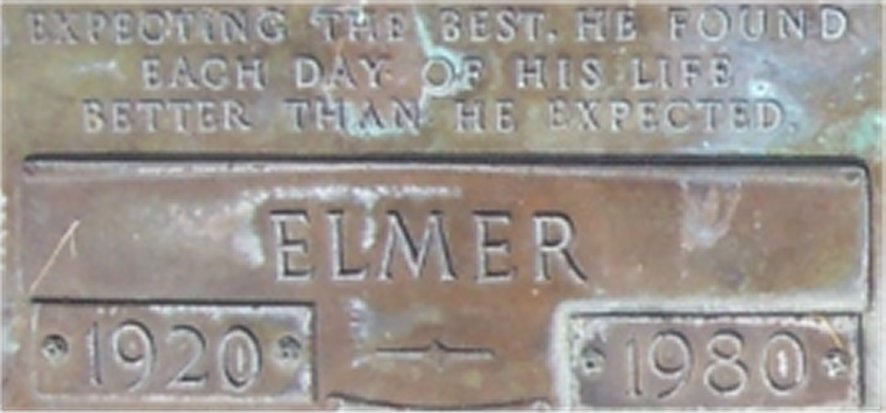 EXPECTING THE BEST, HE FOUND
EACH DAY OF HIS LIFE
BETTER THAN HE EXPECTED.
ELMER
1920 1980